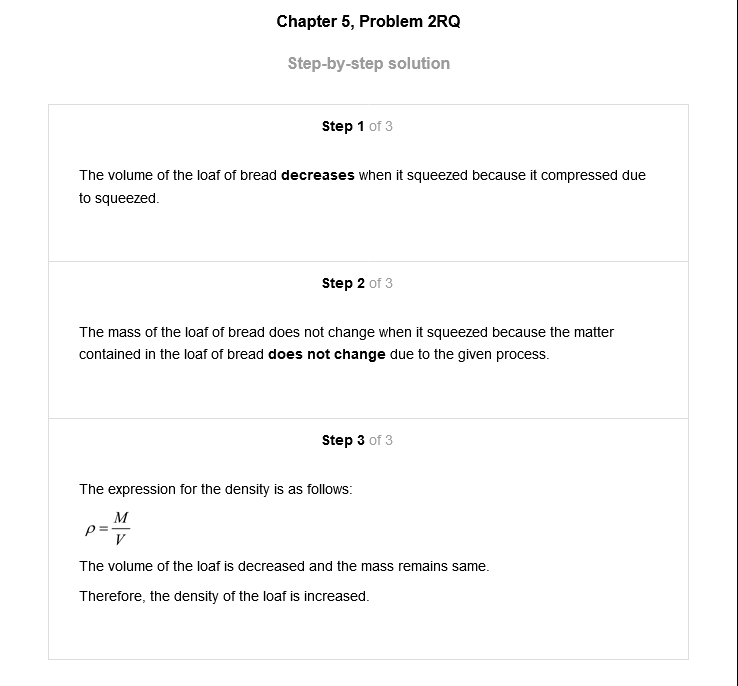 Chapter 5, Problem 2RQ
Step-by-step solution
Step 1 of 3
The volume of the loaf of bread decreases when it squeezed because it compressed due
to squeezed.
Step 2 of 3
The mass of the loaf of bread does not change when it squeezed because the matter
contained in the loaf of bread does not change due to the given process.
Step 3 of 3
The expression for the density is as follows:
ρ = M/V
The volume of the loaf is decreased and the mass remains same.
Therefore, the density of the loaf is increased.